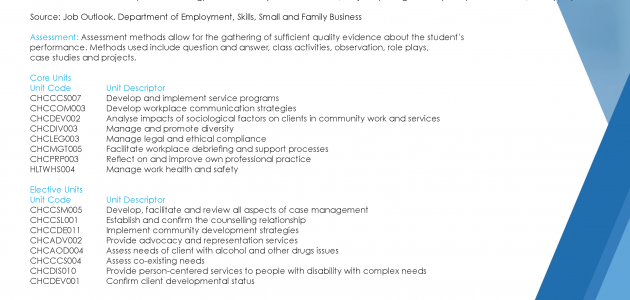 Source: Job Outlook. Department of Employment, Skills, Small and Family Business
Assessment: Assessment methods allow for the gathering of sufficient quality evidence about the student's
performance. Methods used include question and answer, class activities, observation, role plays,
case studies and projects.
Core Units
Unit Code Unit Descriptor
CHCCCS007 Develop and implement service programs
CHCCOM003 Develop workplace communication strategies
CHCDEV002 Analyse impacts of sociological factors on clients in community work and services
CHCDIV003 Manage and promote diversity
CHCLEG003 Manage legal and ethical compliance
CHCMGT005 Facilitate workplace debriefing and support processes
CHCPRP003 Reflect on and improve own professional practice
HLTWHS004 Manage work health and safety
Elective Units
Unit Code Unit Descriptor
CHCCSM005 Develop, facilitate and review all aspects of case management
CHCCSL001 Establish and confirm the counselling relationship
CHCCDE011 Implement community development strategies
CHCADV002 Provide advocacy and representation services
CHCAOD004 Assess needs of client with alcohol and other drugs issues
CHCCCS004 Assess co-existing needs
CHCDIS010 Provide person-centered services to people with disability with complex needs
CHCDEV001 Confirm client developmental status